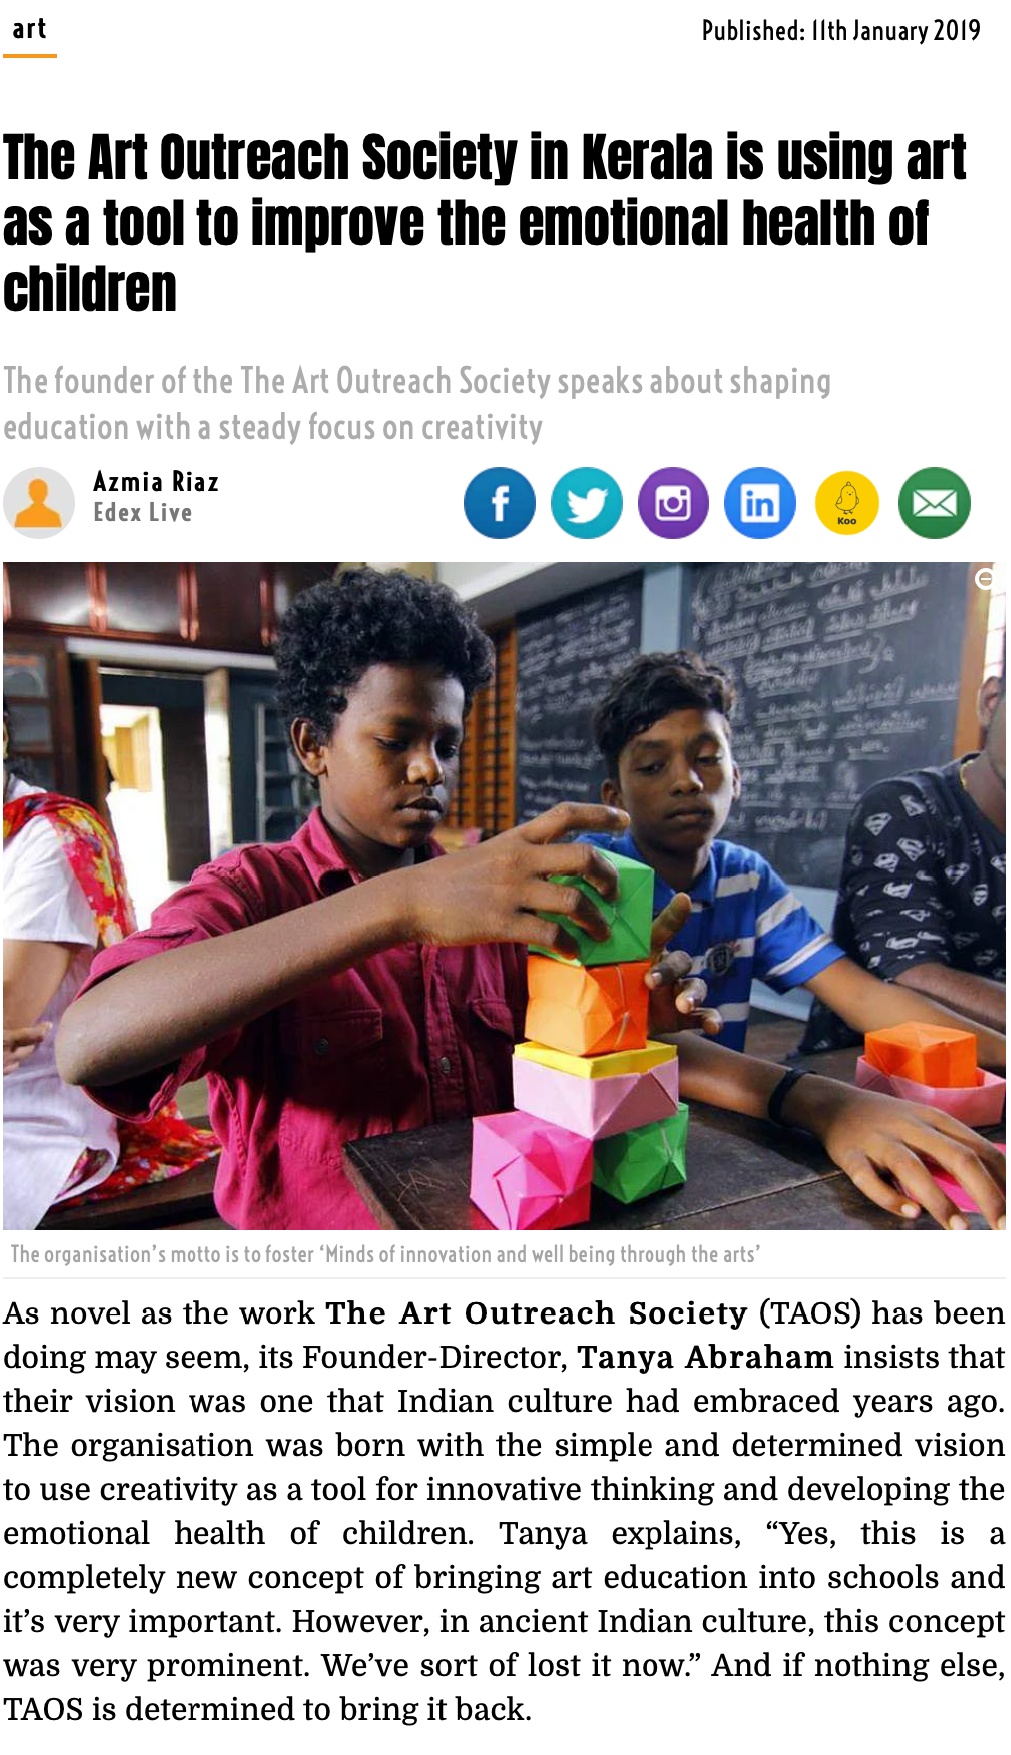 art
Published: 11th January 2019
The Art Outreach Society in Kerala is using art
as a tool to improve the emotional health of
children
The founder of the The Art Outreach Society speaks about shaping
education with a steady focus on creativity
Azmia Riaz
Edex Live
Koo
The organisation's motto is to foster ‘Minds of innovation and well being through the arts’
As novel as the work The Art Outreach Society (TAOS) has been
doing may seem, its Founder-Director, Tanya Abraham insists that
their vision was one that Indian culture had embraced years ago.
The organisation was born with the simple and determined vision
to use creativity as a tool for innovative thinking and developing the
emotional health of children. Tanya explains, “Yes, this is a
completely new concept of bringing art education into schools and
it’s very important. However, in ancient Indian culture, this concept
was very prominent. We’ve sort of lost it now.” And if nothing else,
TAOS is determined to bring it back.